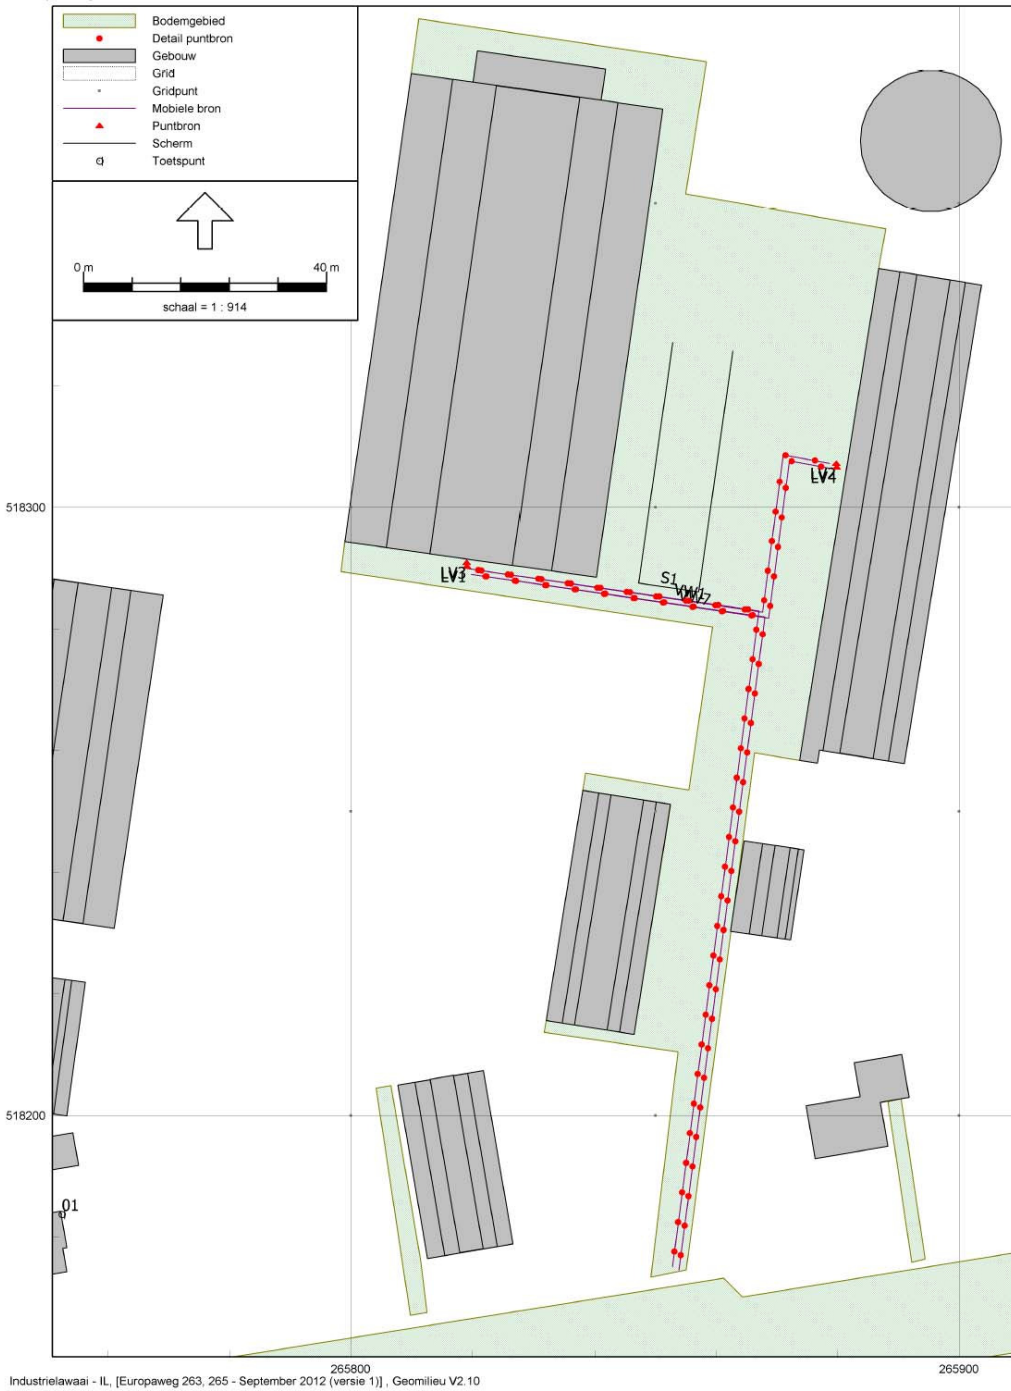 Bodemgebied
Detail puntbron
Gebouw
Grid
Gridpunt
Mobiele bron
Puntbron
Scherm
Toetspunt
0 m 40 m
schaal = 1 : 914
LV4
518300
LV3
S1
518200
01
265800 265900
Industrielawaai - IL, [Europaweg 263, 265 - September 2012 (versie 1)] , Geomilieu V2.10